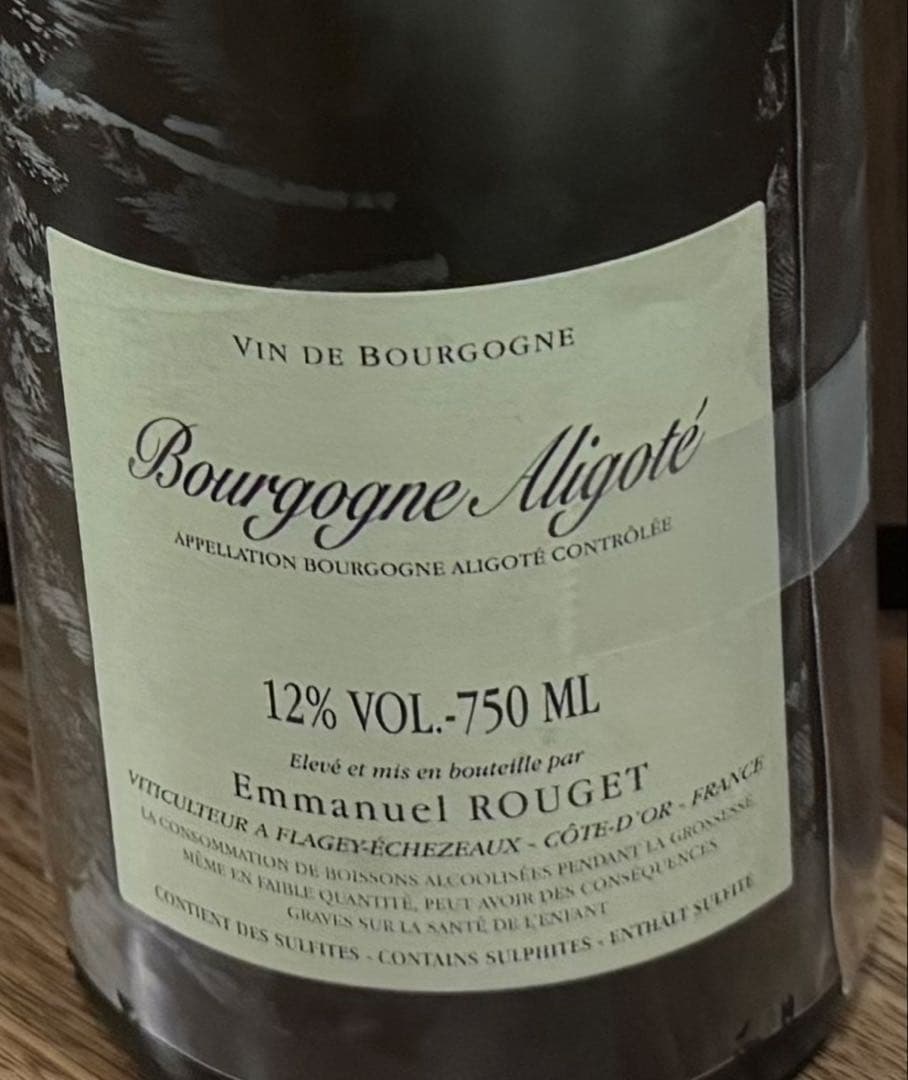 VIN DE BOURGOGNE
Bourgogne Aligoté
APPELLATION BOURGOGNE ALIGOTÉ CONTRÔLÉE
12% VOL.-750 ML
Elevé et mis en bouteille par
Emmanuel ROUGET
VITICULTEUR A FLAGEY-ÉCHEZEAUX - CÔTE-D'OR - FRANCE
LA CONSOMMATION DE BOISSONS ALCOOLISÉES PENDANT LA GROSSESSE
MÊME EN FAIBLE QUANTITÉ, PEUT AVOIR DES CONSÉQUENCES
GRAVES SUR LA SANTÉ DE L'ENFANT
CONTIENT DES SULFITES - CONTAINS SULPHITES - ENTHÄLT SULFITE